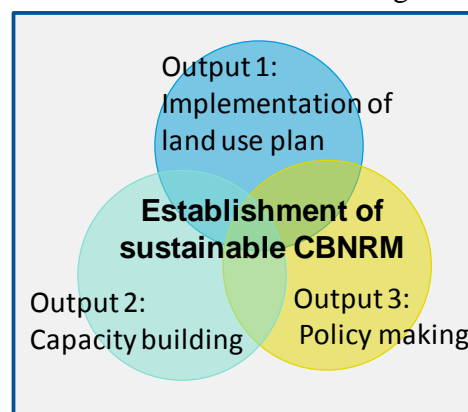 Output 1:
Implementation of
land use plan
Establishment of
sustainable CBNRM
Output 2:
Capacity building
Output 3:
Policy making